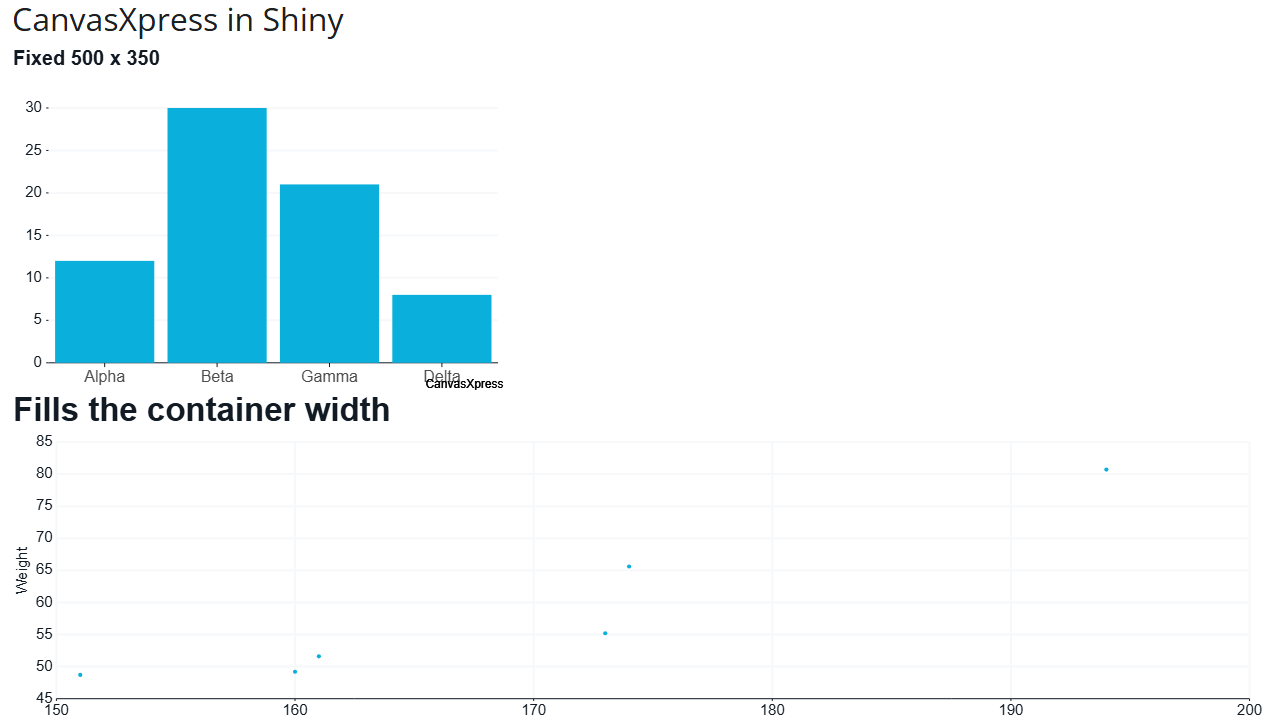 CanvasXpress in Shiny
Fixed 500 x 350
30
25
20
15
10
5
0
Alpha Beta Gamma Delta
CanvasXpress
Fills the container width
85
80
75
70
65
60
55
50
45
Weight
150 160 170 180 190 200